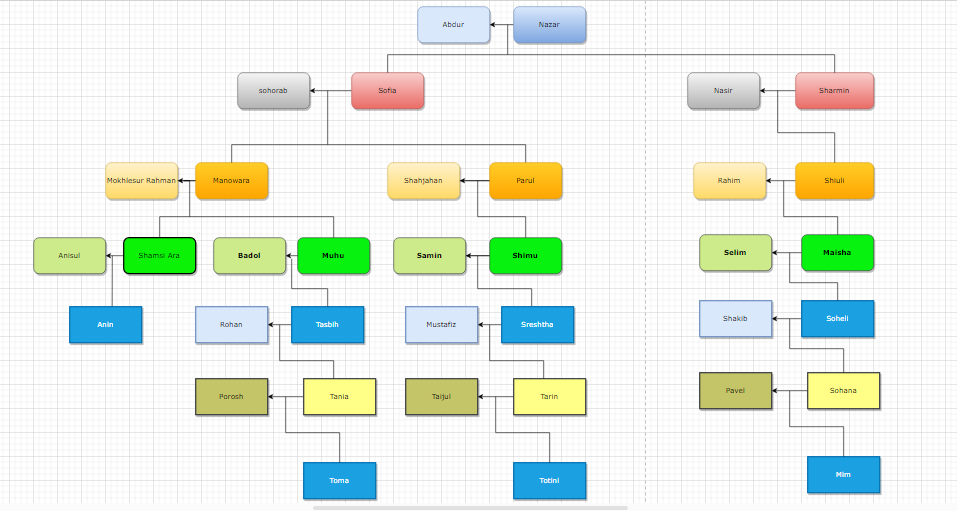 Abdur
Nazar
sohorab
Sofia
Nasir
Sharmin
Mokhlesur Rahman
Manowara
Shahjahan
Parul
Rahim
Shiuli
Anisul
Shamsi Ara
Badol
Muhu
Samin
Shimu
Selim
Maisha
Anin
Rohan
Tasbih
Mustafiz
Sreshtha
Shakib
Soheli
Porosh
Tania
Taijul
Tarin
Pavel
Sohana
Toma
Totini
Mim